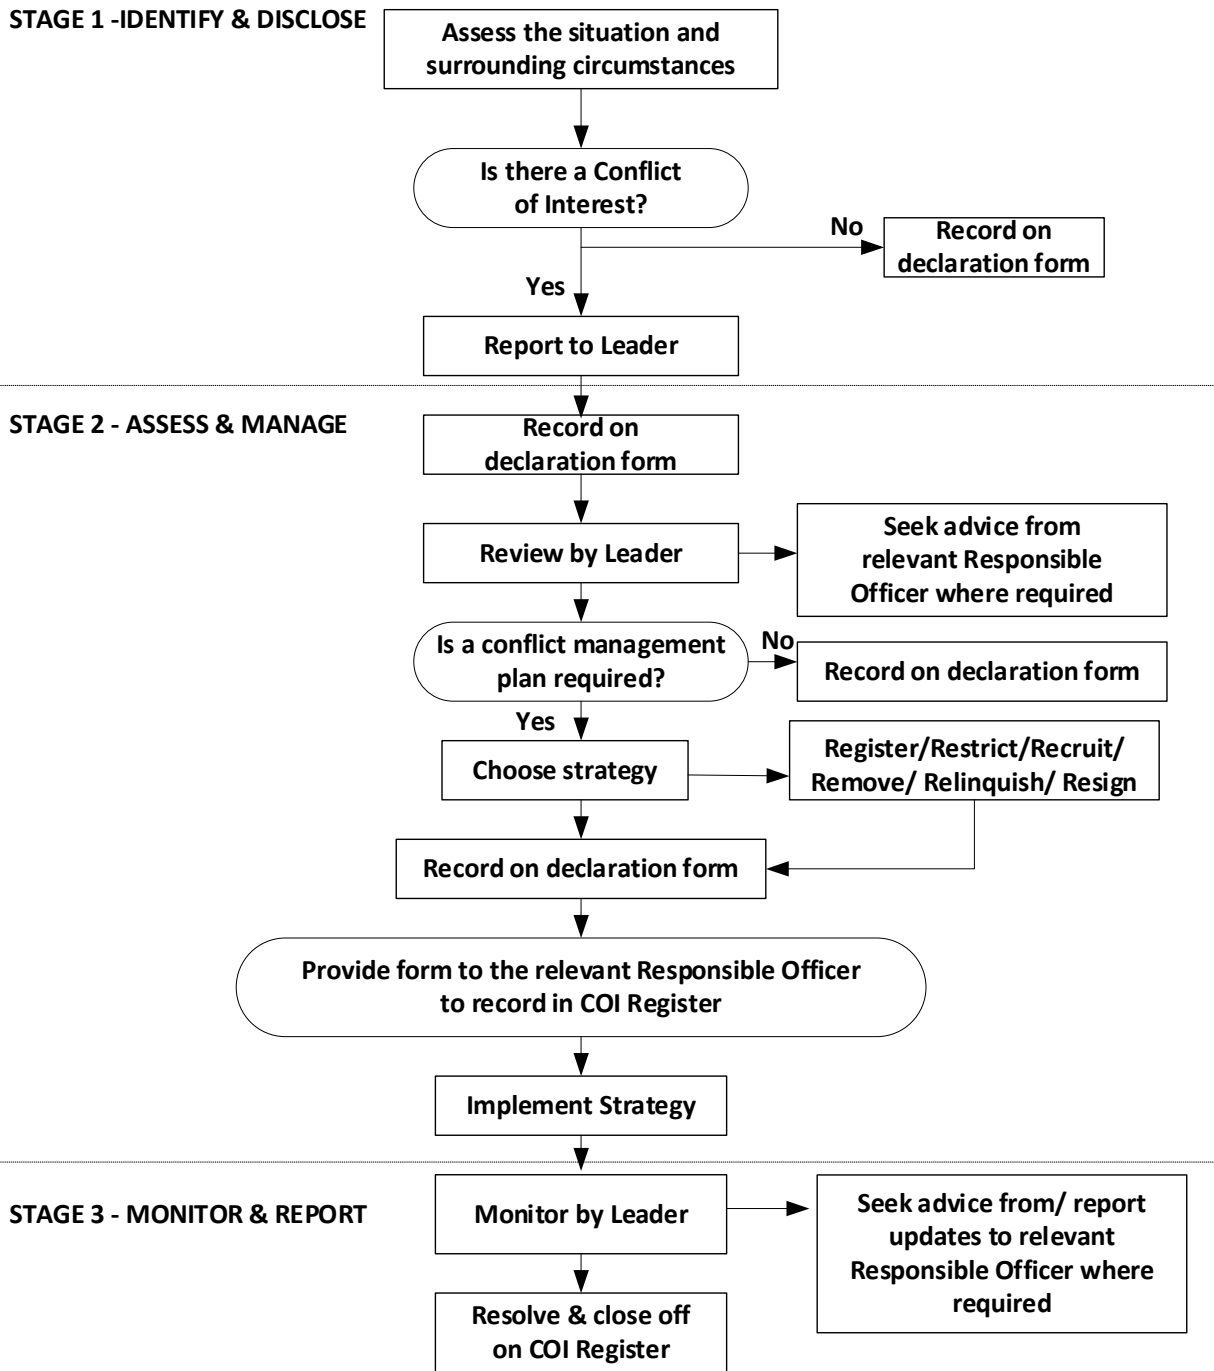 STAGE 1 -IDENTIFY & DISCLOSE
Assess the situation and
surrounding circumstances
Is there a Conflict
of Interest?
No
Record on
declaration form
Yes
Report to Leader
STAGE 2 - ASSESS & MANAGE
Record on
declaration form
Review by Leader
Seek advice from
relevant Responsible
Officer where required
Is a conflict management
plan required?
No
Record on declaration form
Yes
Choose strategy
Register/Restrict/Recruit/
Remove/ Relinquish/ Resign
Record on declaration form
Provide form to the relevant Responsible Officer
to record in COI Register
Implement Strategy
STAGE 3 - MONITOR & REPORT
Monitor by Leader
Seek advice from/ report
updates to relevant
Responsible Officer where
required
Resolve & close off
on COI Register